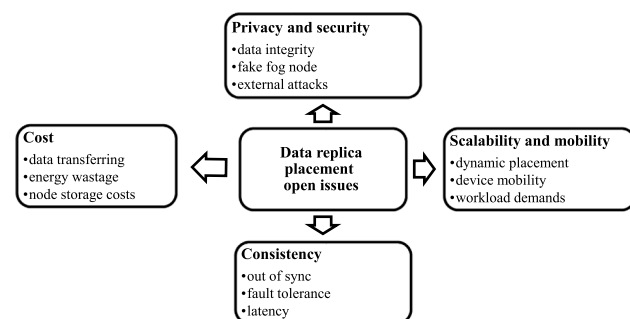 Privacy and security
•data integrity
•fake fog node
•external attacks
Cost
•data transferring
•energy wastage
•node storage costs
Data replica
placement
open issues
Scalability and mobility
•dynamic placement
•device mobility
•workload demands
Consistency
•out of sync
•fault tolerance
•latency